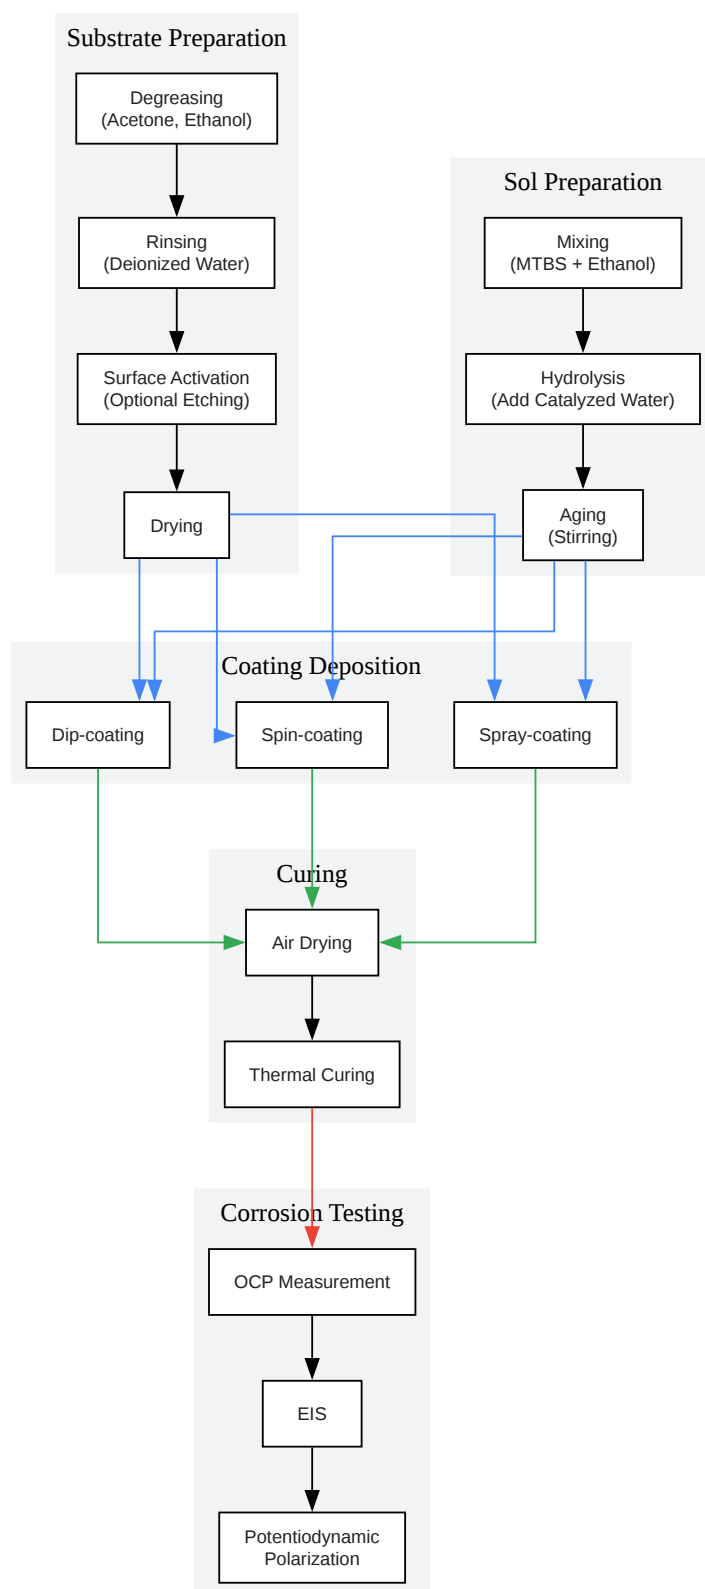 Substrate Preparation
Degreasing
(Acetone, Ethanol)
Rinsing
(Deionized Water)
Surface Activation
(Optional Etching)
Drying
Sol Preparation
Mixing
(MTBS + Ethanol)
Hydrolysis
(Add Catalyzed Water)
Aging
(Stirring)
Coating Deposition
Dip-coating
Spin-coating
Spray-coating
Curing
Air Drying
Thermal Curing
Corrosion Testing
OCP Measurement
EIS
Potentiodynamic
Polarization